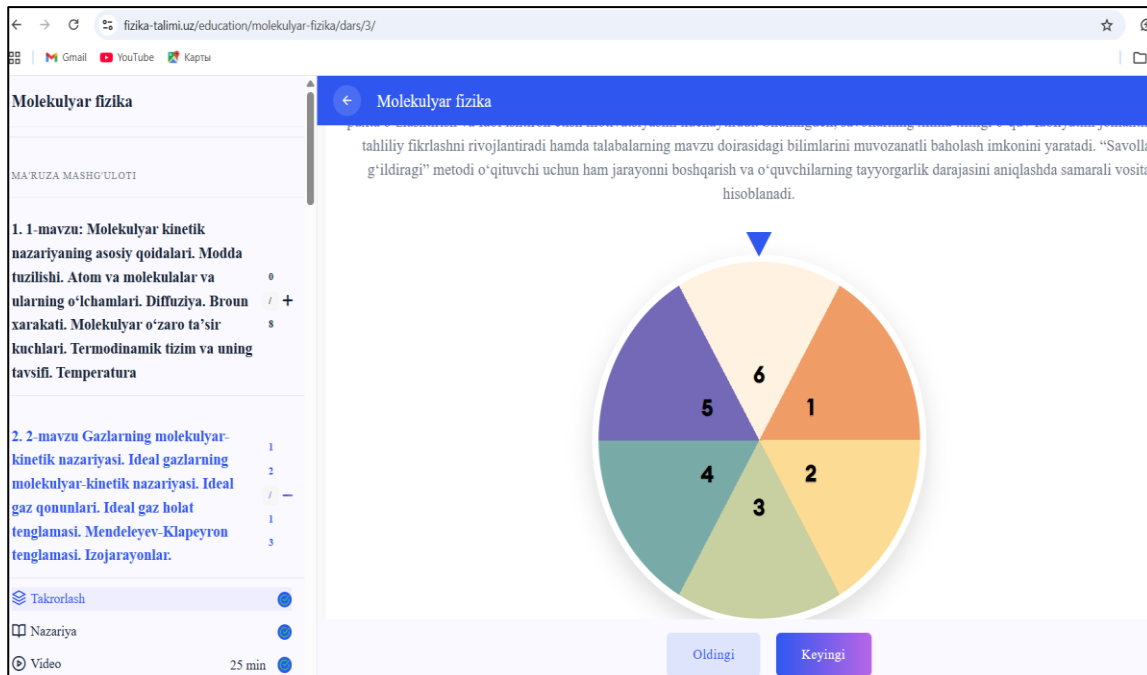 fizika-talimi.uz/education/molekulyar-fizika/dars/3/
Gmail YouTube Карты
Molekulyar fizika
MA'RUZA MASHG'ULOTI
1. 1-mavzu: Molekulyar kinetik
nazariyaning asosiy qoidalari. Modda
tuzilishi. Atom va molekulalar va
ularning o‘lchamlari. Diffuziya. Broun
xarakati. Molekulyar o‘zaro ta’sir
kuchlari. Termodinamik tizim va uning
tavsifi. Temperatura
0
/
8
2. 2-mavzu Gazlarning molekulyar-
kinetik nazariyasi. Ideal gazlarning
molekulyar-kinetik nazariyasi. Ideal
gaz qonunlari. Ideal gaz holat
tenglamasi. Mendeleyev-Klapeyron
tenglamasi. Izojarayonlar.
1
2
/
1
3
Takrorlash
Nazariya
Video 25 min
Molekulyar fizika
tahliliy fikrlashni rivojlantiradi hamda talabalarning mavzu doirasidagi bilimlarini muvozanatli baholash imkonini yaratadi. “Savolla
g‘ildiragi” metodi o‘qituvchi uchun ham jarayonni boshqarish va o‘quvchilarning tayyorgarlik darajasini aniqlashda samarali vosita
hisoblanadi.
6
5 1
4 2
3
Oldingi Keyingi